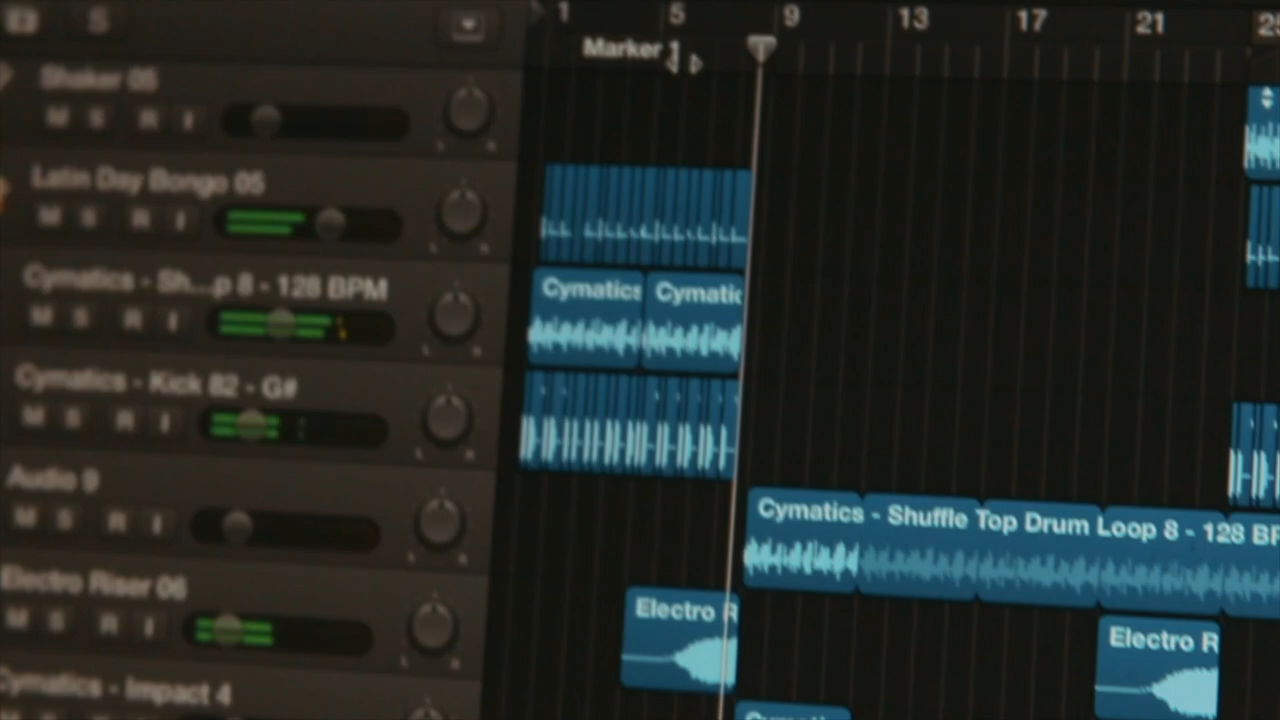 S
1 5 9 13 17 21 25
Marker 1
Shaker 05
M S R I
Latin Day Bongo 05
M S R I
L R
Cymatics - Sh...p 8 - 128 BPM
Cymatics
Cymatic
M S R I
L R
Cymatics - Kick 82 - G#
M S R I
L R
Audio 9
M S R I
L R
Cymatics - Shuffle Top Drum Loop 8 - 128 BP
Electro Riser 06
M S R I
L R
Electro R
Electro R
Cymatics - Impact 4
Cymati